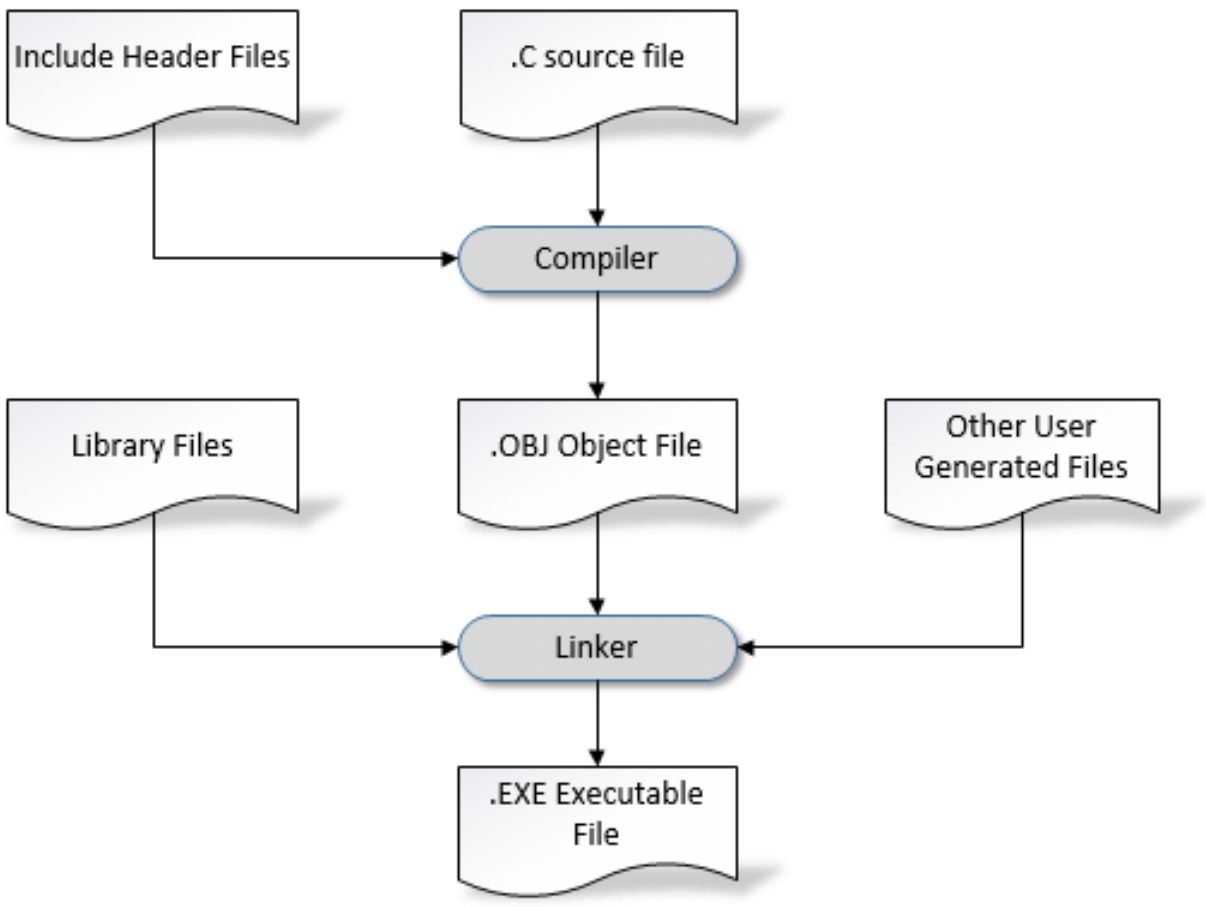 Include Header Files
.C source file
Compiler
Library Files
.OBJ Object File
Other User
Generated Files
Linker
.EXE Executable
File